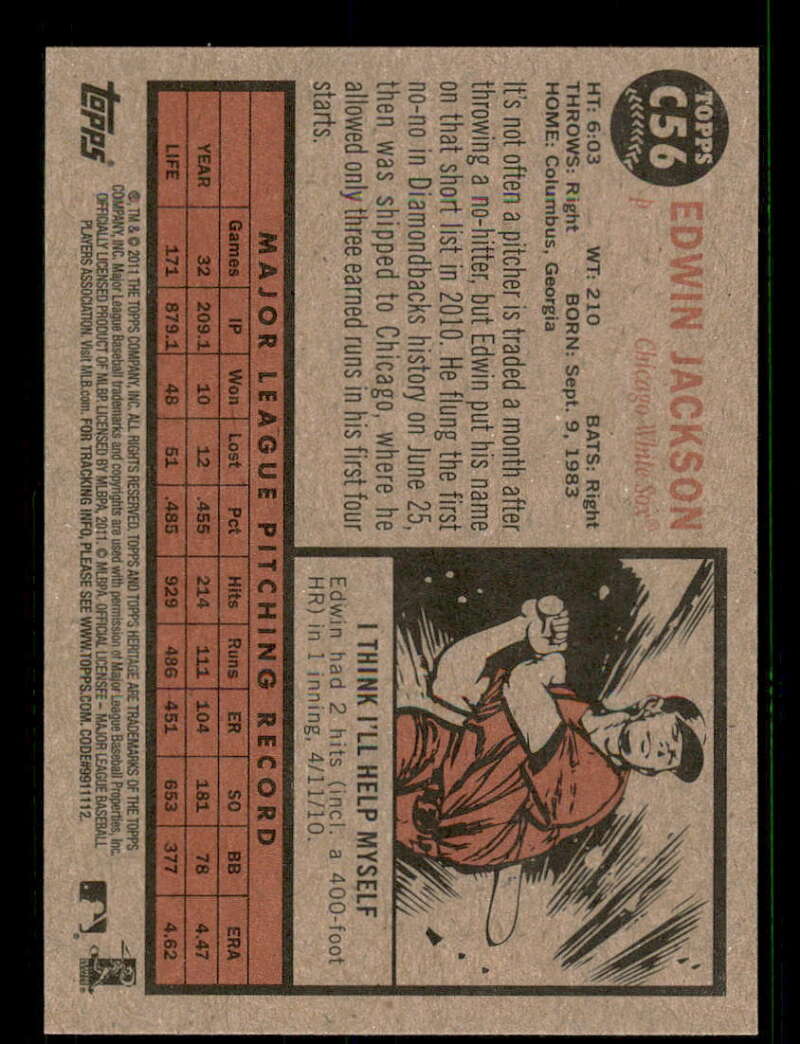 TOPPS
C56
EDWIN JACKSON
p Chicago White Sox®
HT: 6:03 WT: 210 BATS: Right
THROWS: Right BORN: Sept. 9, 1983
HOME: Columbus, Georgia
It's not often a pitcher is traded a month after
throwing a no-hitter, but Edwin put his name
on that short list in 2010. He flung the first
no-no in Diamondbacks history on June 25,
then was shipped to Chicago, where he
allowed only three earned runs in his first four
starts.
I THINK I'LL HELP MYSELF
Edwin had 2 hits (incl. a 400-foot
HR) in 1 inning, 4/11/10.
MAJOR LEAGUE PITCHING RECORD
Games IP Won Lost Pct Hits Runs ER SO BB ERA
YEAR 32 209.1 10 12 .455 214 111 104 181 78 4.47
LIFE 171 879.1 48 51 .485 929 486 451 653 377 4.62
topps®
®, TM & © 2011 THE TOPPS COMPANY, INC. ALL RIGHTS RESERVED. TOPPS AND TOPPS HERITAGE ARE TRADEMARKS OF THE TOPPS
COMPANY, INC. Major League Baseball trademarks and copyrights are used with permission of Major League Baseball Properties, Inc.
OFFICIALLY LICENSED PRODUCT OF MLBP. LICENSED BY MLBPA, 2011. © MLBPA. OFFICIAL LICENSEE – MAJOR LEAGUE BASEBALL
PLAYERS ASSOCIATION. Visit MLB.com. FOR TRACKING INFO, PLEASE SEE WWW.TOPPS.COM. CODE#9911112.